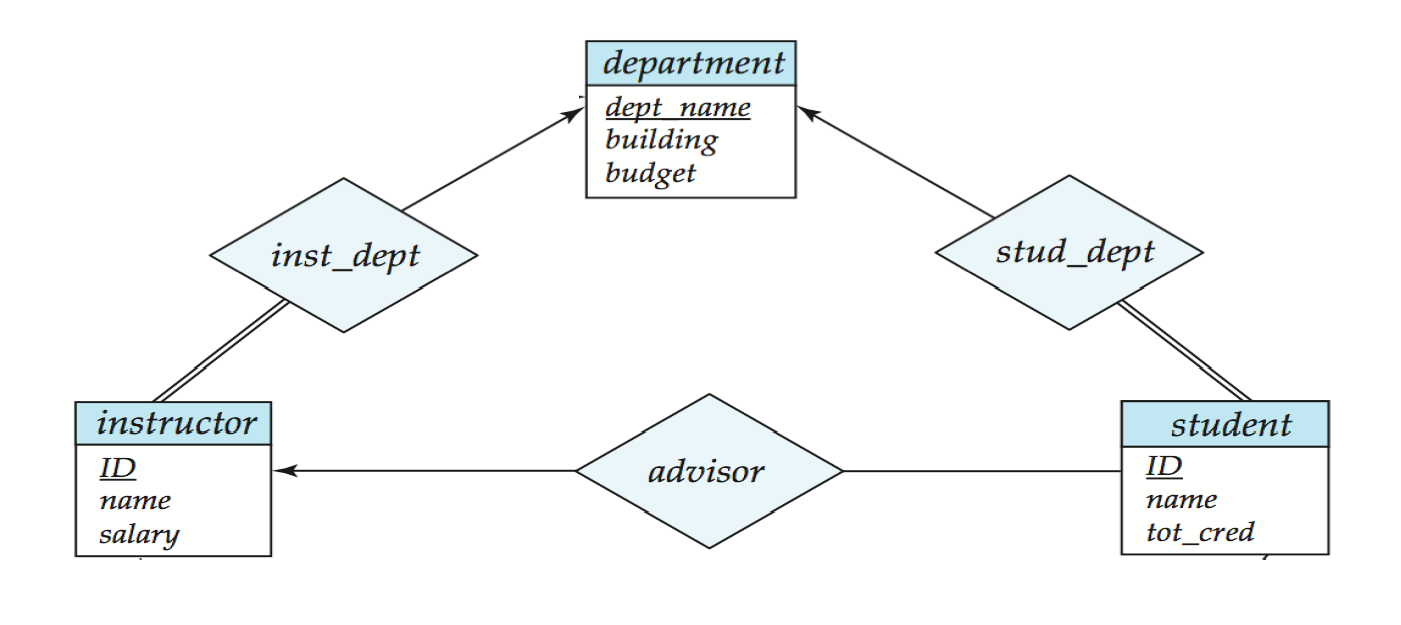 department
dept_name
building
budget
inst_dept
stud_dept
instructor
ID
name
salary
advisor
student
ID
name
tot_cred